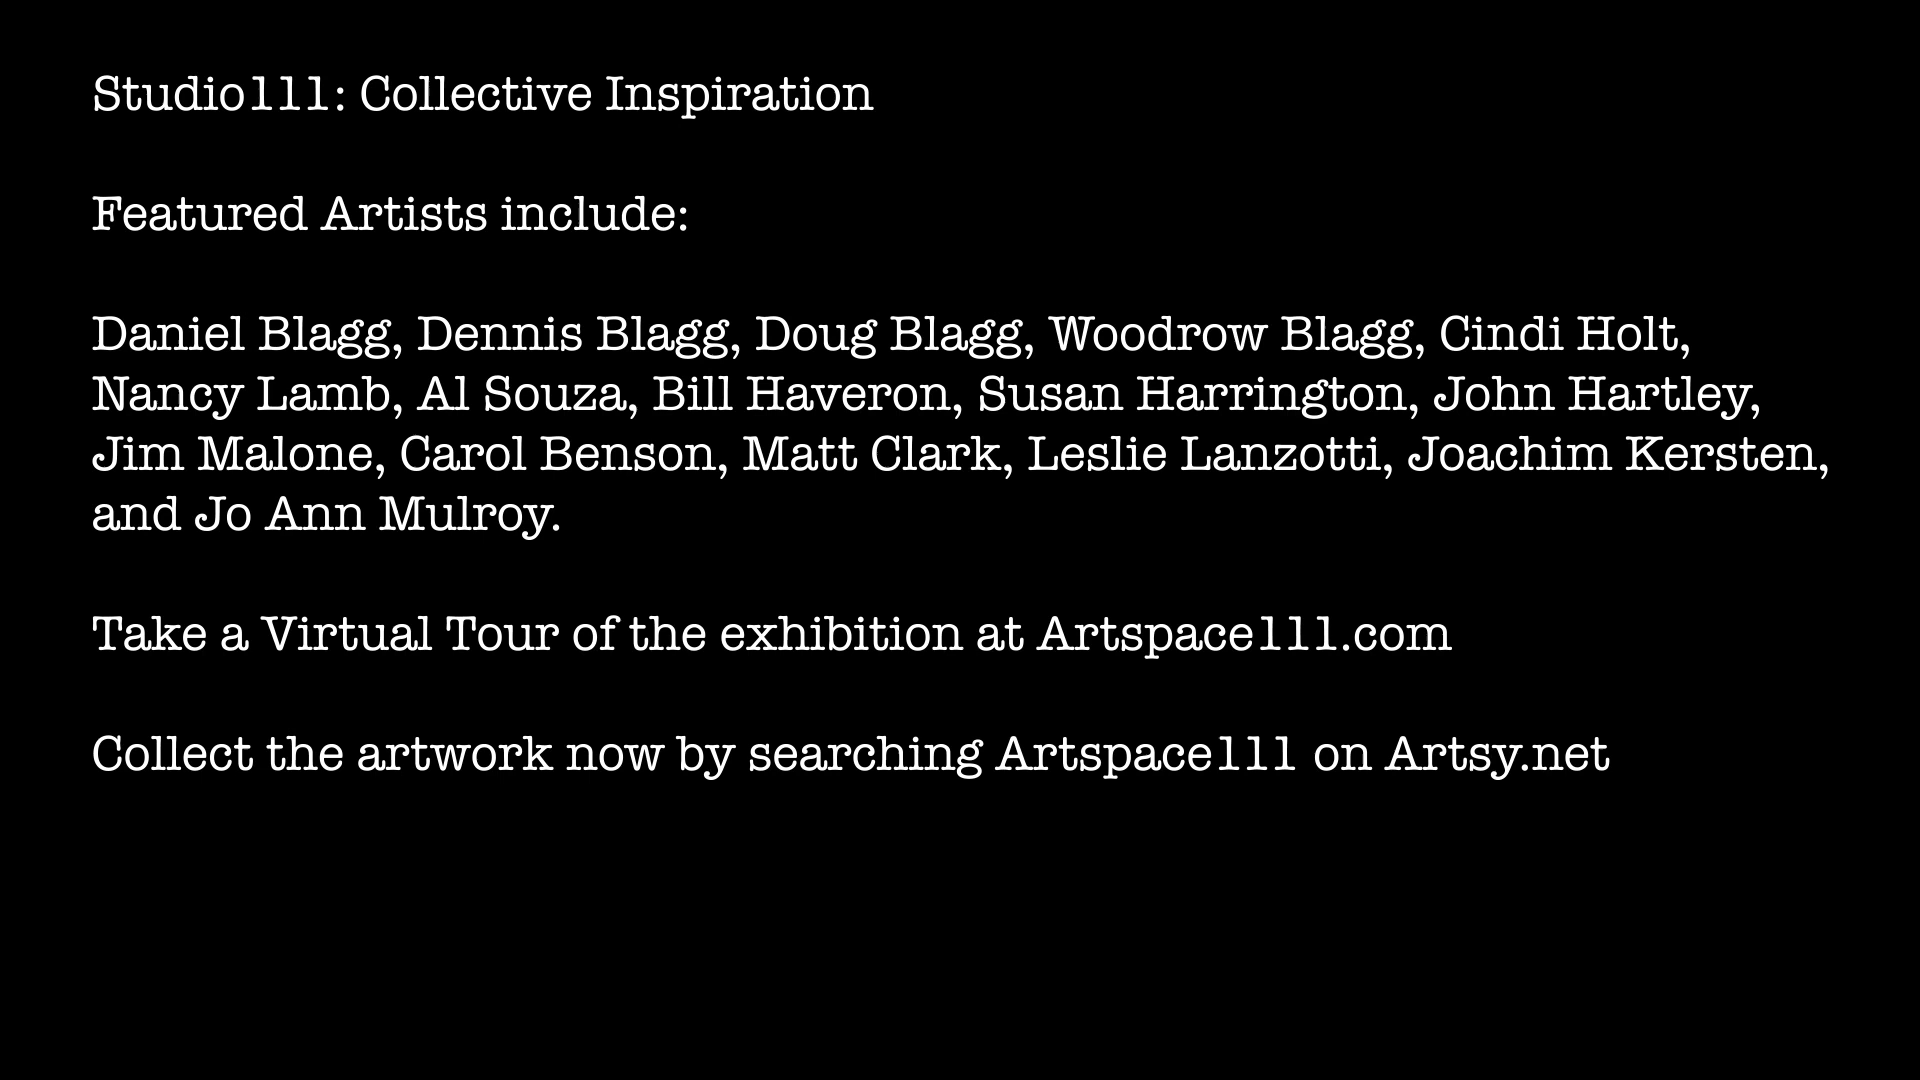 Studio111: Collective Inspiration
Featured Artists include:
Daniel Blagg, Dennis Blagg, Doug Blagg, Woodrow Blagg, Cindi Holt,
Nancy Lamb, Al Souza, Bill Haveron, Susan Harrington, John Hartley,
Jim Malone, Carol Benson, Matt Clark, Leslie Lanzotti, Joachim Kersten,
and Jo Ann Mulroy.
Take a Virtual Tour of the exhibition at Artspace111.com
Collect the artwork now by searching Artspace111 on Artsy.net